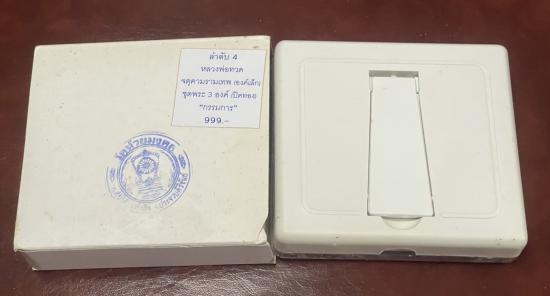 ลำดับ 4
หลวงพ่อทวด
จตุคามรามเทพ (องค์เล็ก)
ชุดพระ 3 องค์ (ปิดทอง)
"กรรมการ"
999.-